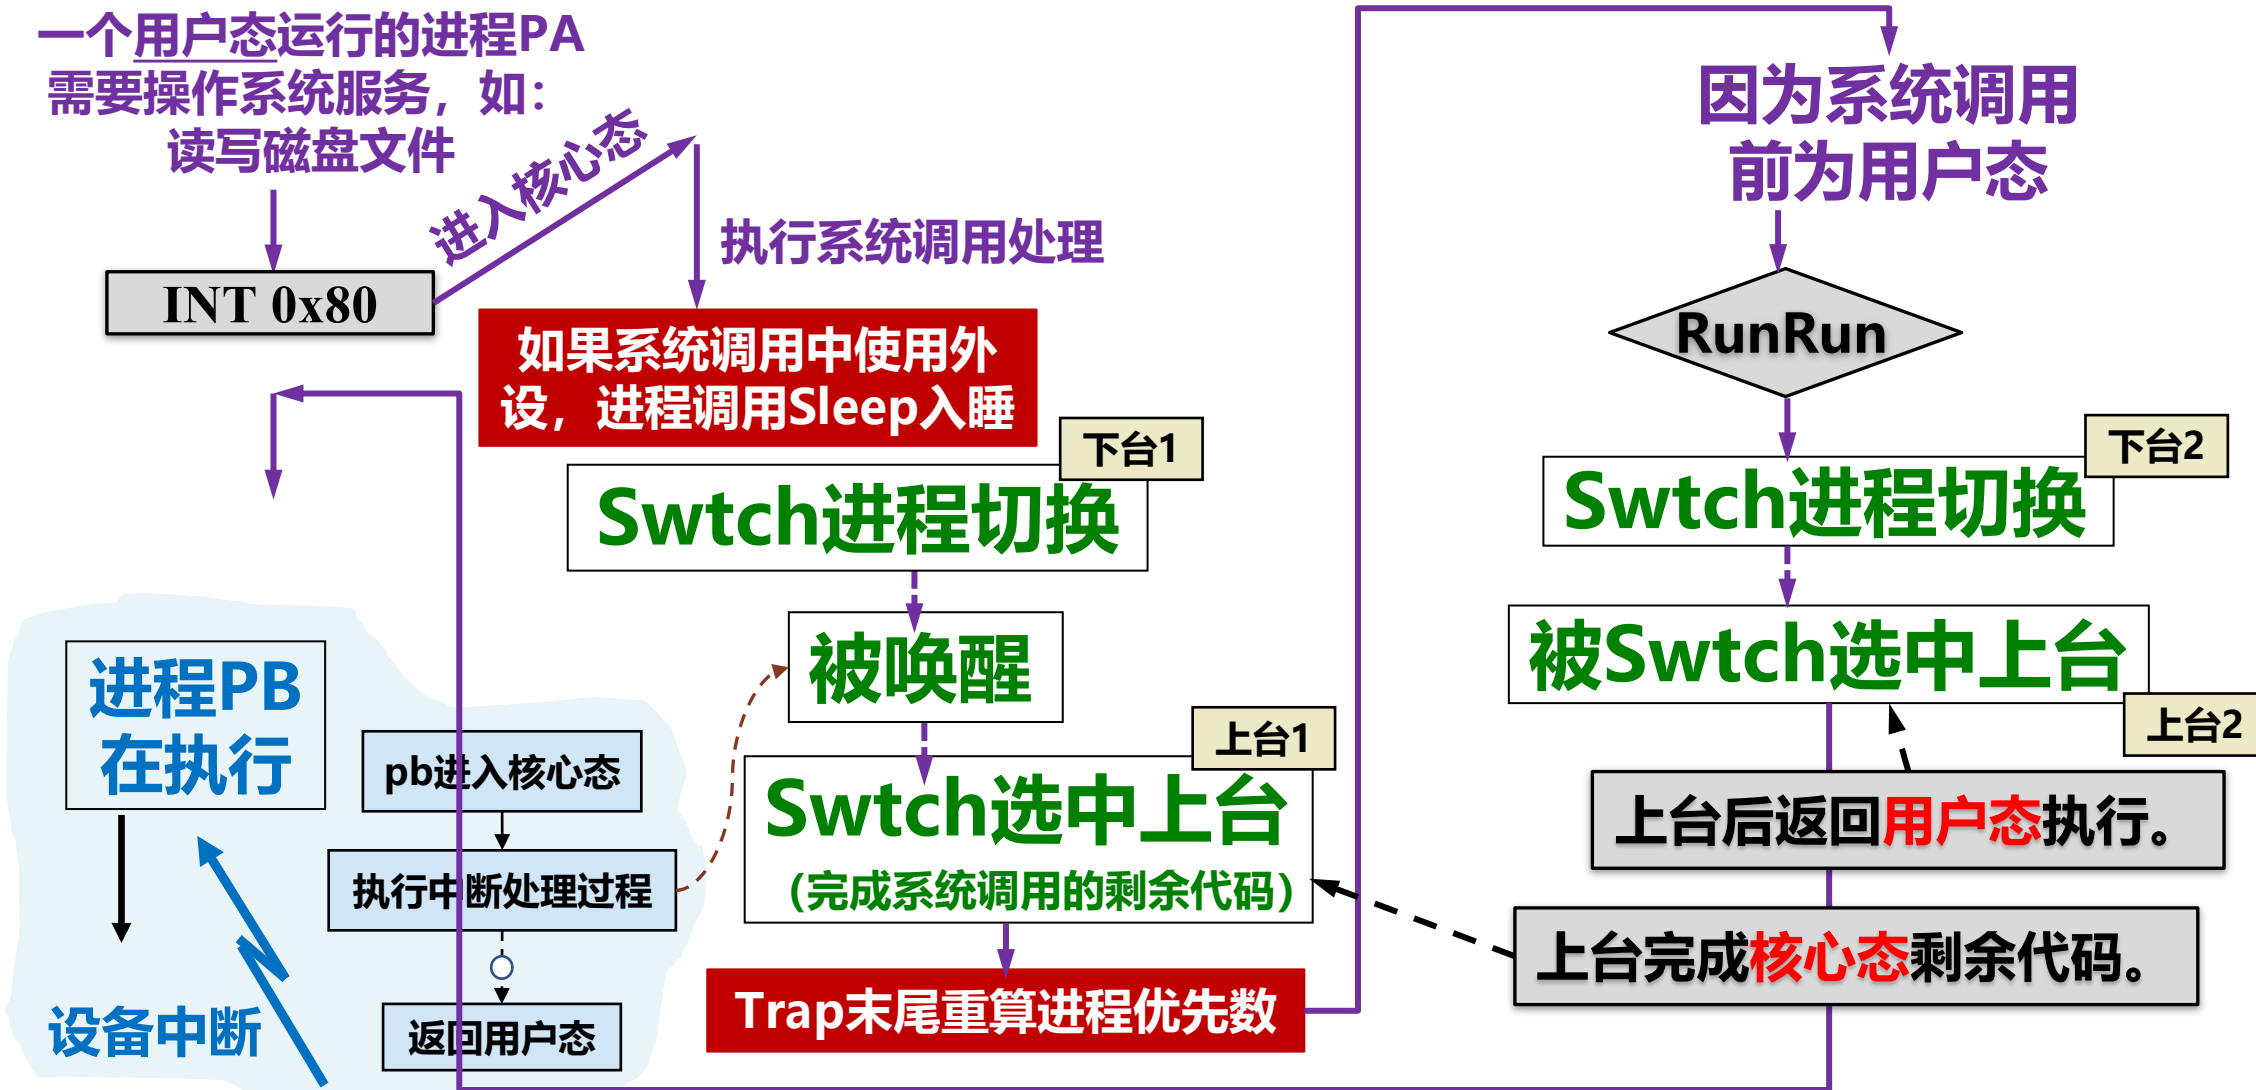 一个用户态运行的进程PA
需要操作系统服务，如：
读写磁盘文件
INT 0x80
进入核心态
执行系统调用处理
如果系统调用中使用外
设，进程调用Sleep入睡
下台1
Swtch进程切换
被唤醒
上台1
Swtch选中上台
（完成系统调用的剩余代码）
Trap末尾重算进程优先数
进程PB
在执行
设备中断
pb进入核心态
执行中断处理过程
返回用户态
因为系统调用
前为用户态
RunRun
下台2
Swtch进程切换
被Swtch选中上台
上台2
上台后返回用户态执行。
上台完成核心态剩余代码。